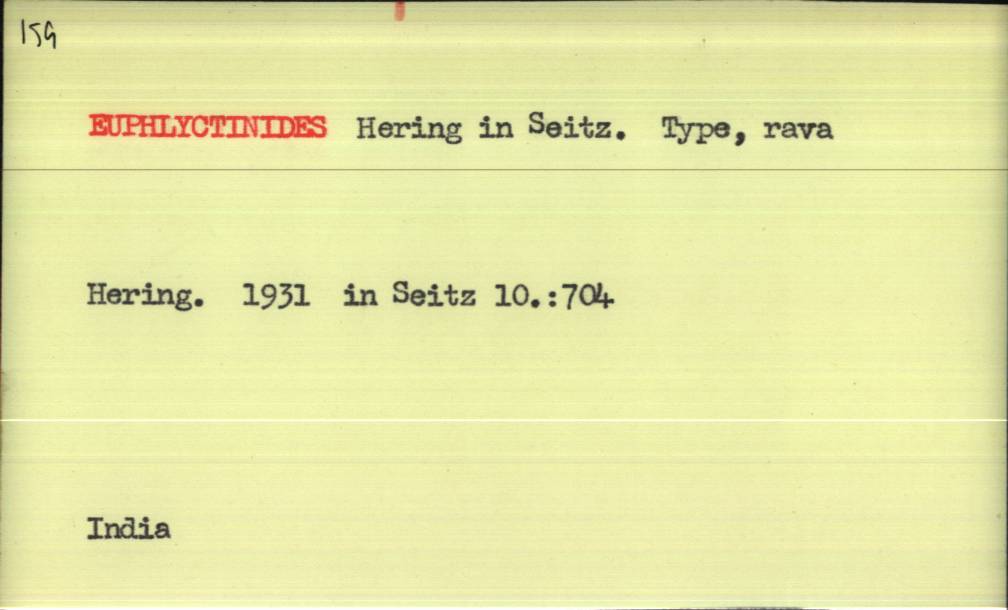 159
EUPHLYCTINIDES Hering in Seitz. Type, rava
Hering. 1931 in Seitz 10.:704
India